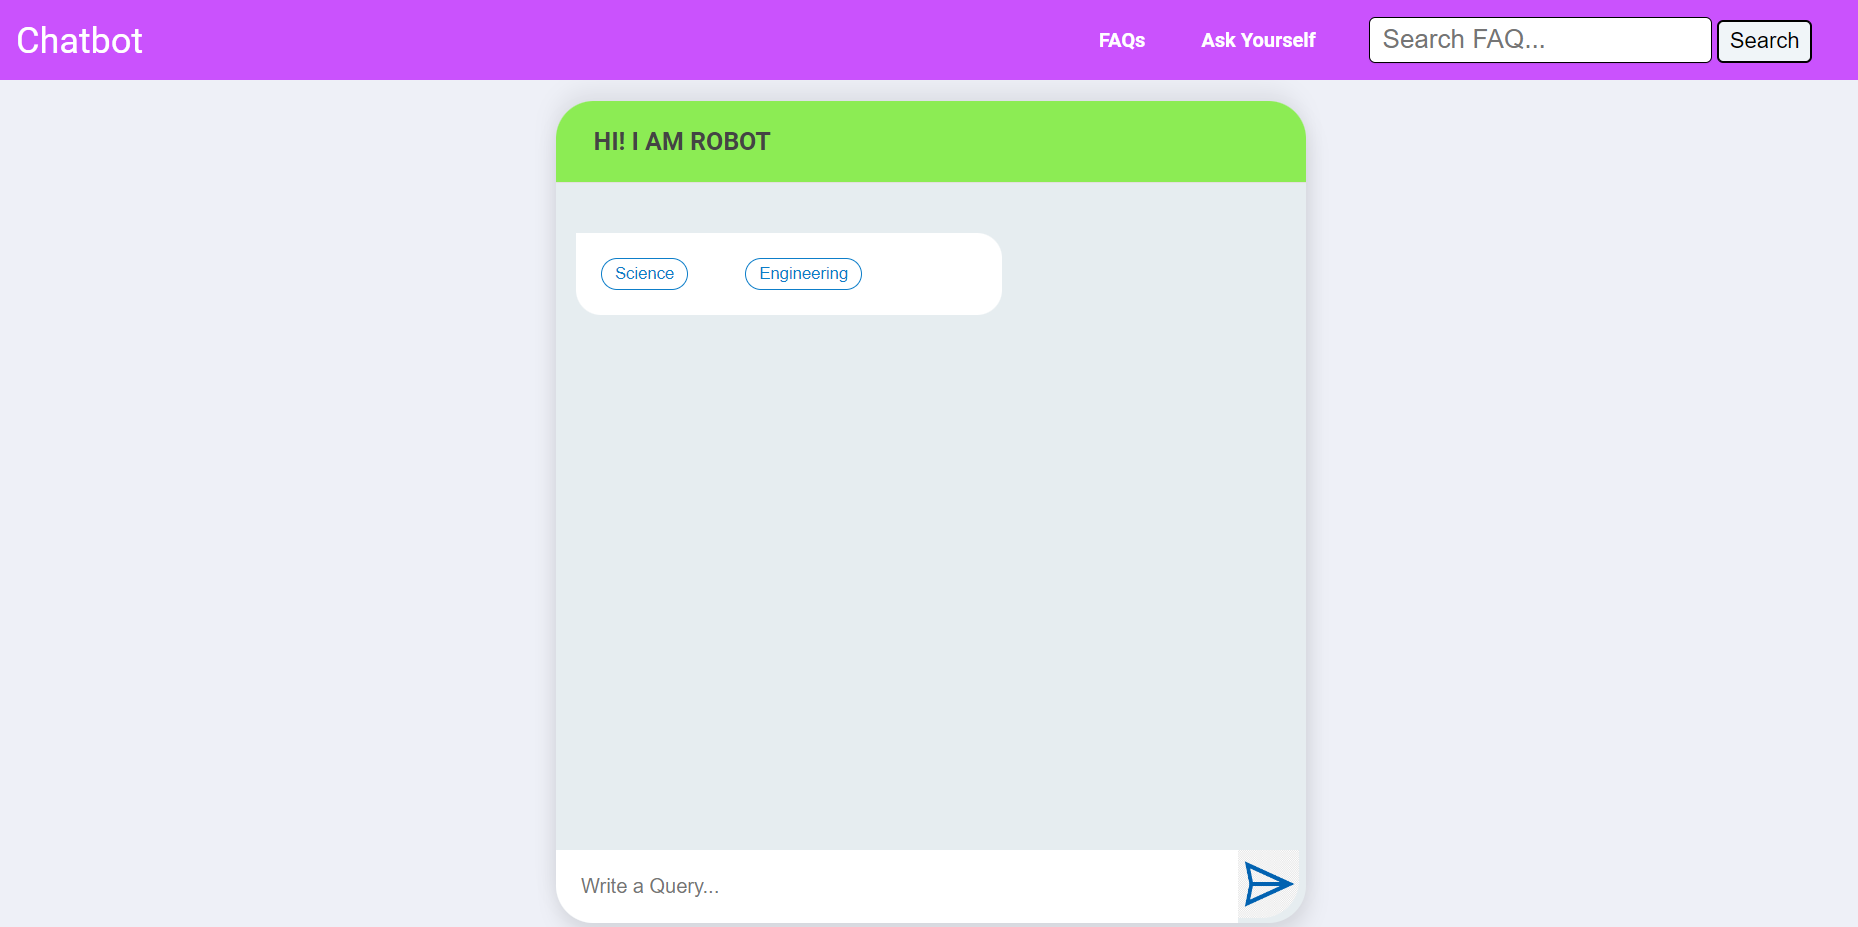 Chatbot
FAQs
Ask Yourself
Search FAQ...
Search
HI! I AM ROBOT
Science
Engineering
Write a Query...